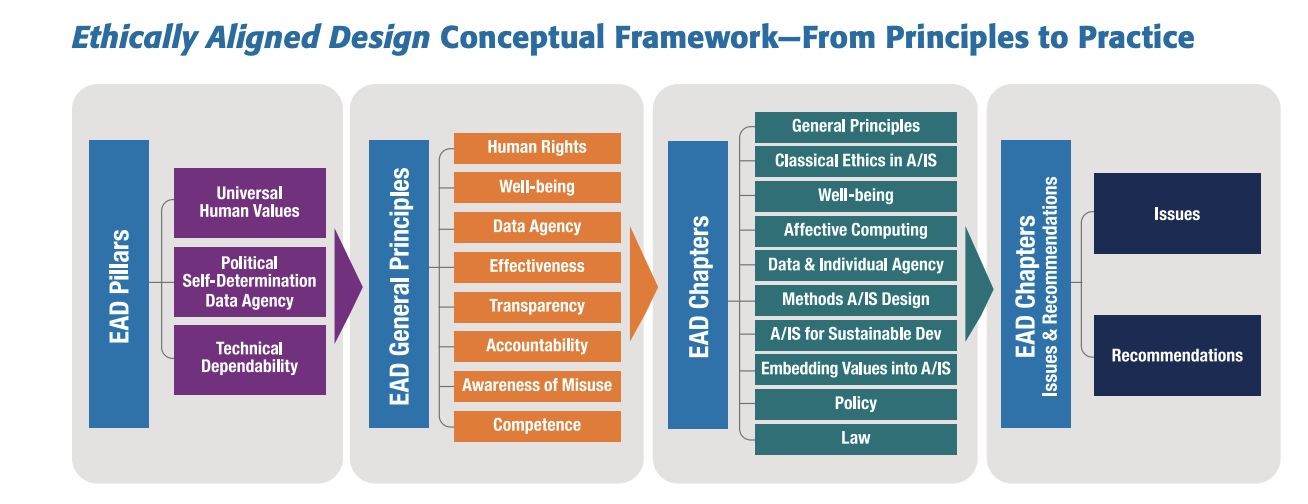 Ethically Aligned Design Conceptual Framework—From Principles to Practice
EAD Pillars
Universal
Human Values
Political
Self-Determination
Data Agency
Technical
Dependability
EAD General Principles
Human Rights
Well-being
Data Agency
Effectiveness
Transparency
Accountability
Awareness of Misuse
Competence
EAD Chapters
General Principles
Classical Ethics in A/IS
Well-being
Affective Computing
Data & Individual Agency
Methods A/IS Design
A/IS for Sustainable Dev
Embedding Values into A/IS
Policy
Law
EAD Chapters
Issues & Recommendations
Issues
Recommendations